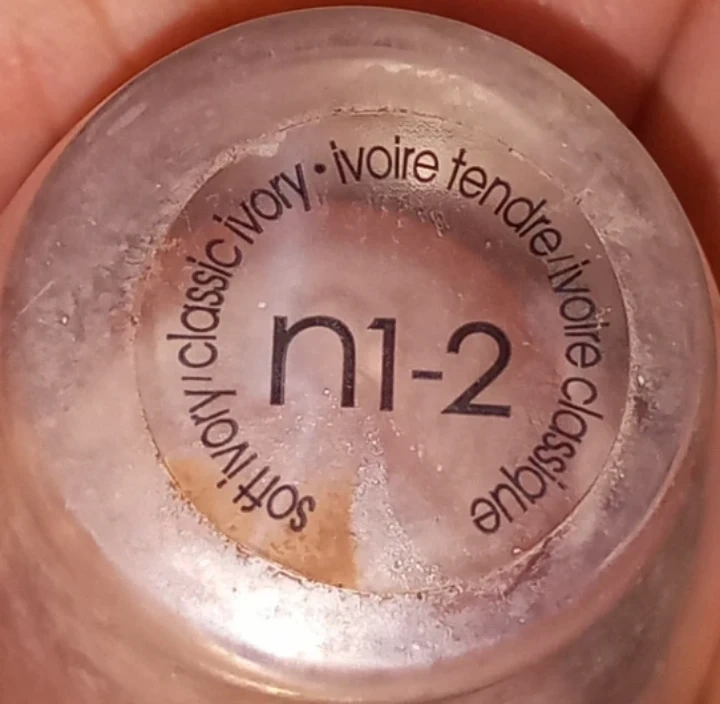 soft ivory/classic ivory • ivoire tendre/ivoire classique
n1-2